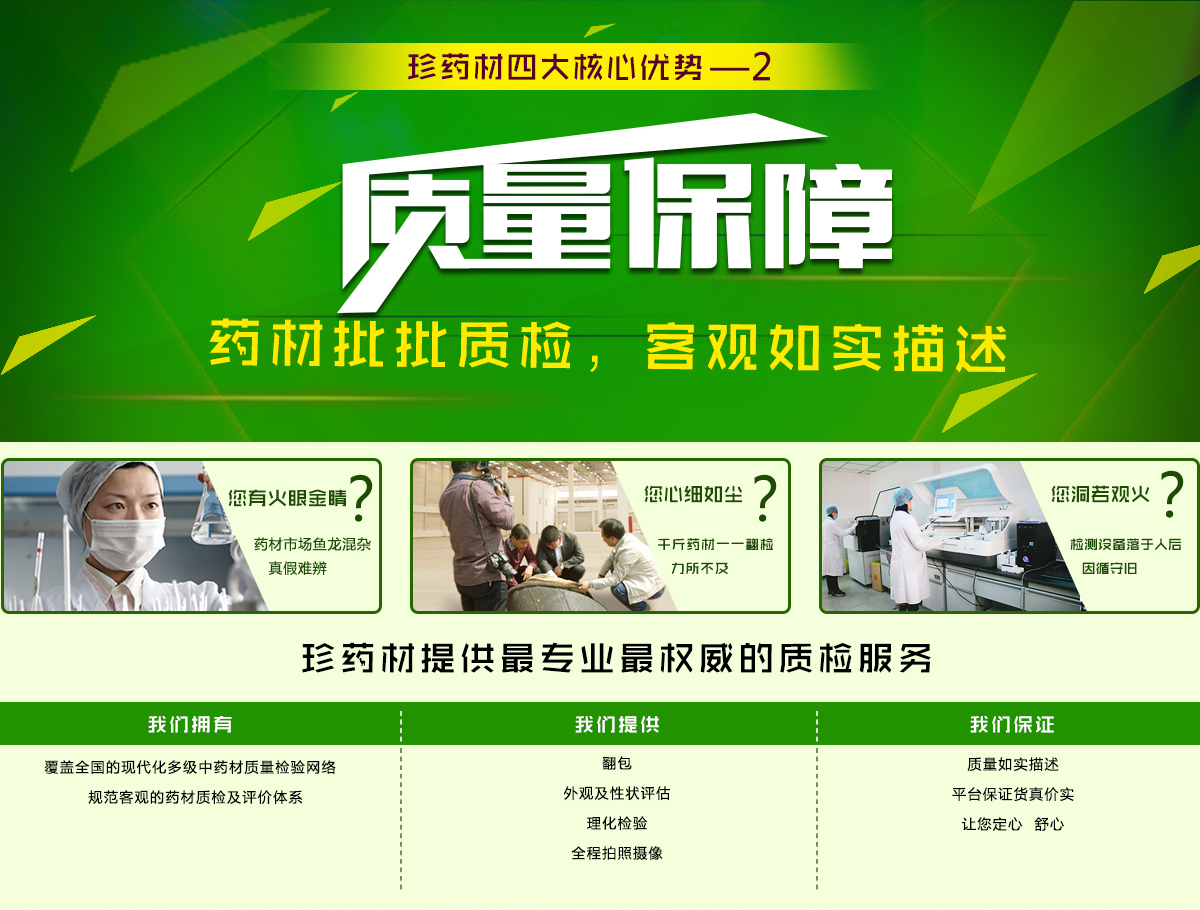 珍药材四大核心优势—2
质量保障
药材批批质检，客观如实描述
您有火眼金睛?
药材市场鱼龙混杂
真假难辨
您心细如尘?
千斤药材一一翻检
力所不及
您洞若观火?
检测设备落于人后
因循守旧
珍药材提供最专业最权威的质检服务
我们拥有
覆盖全国的现代化多级中药材质量检验网络
规范客观的药材质检及评价体系
我们提供
翻包
外观及性状评估
理化检验
全程拍照摄像
我们保证
质量如实描述
平台保证货真价实
让您定心 舒心